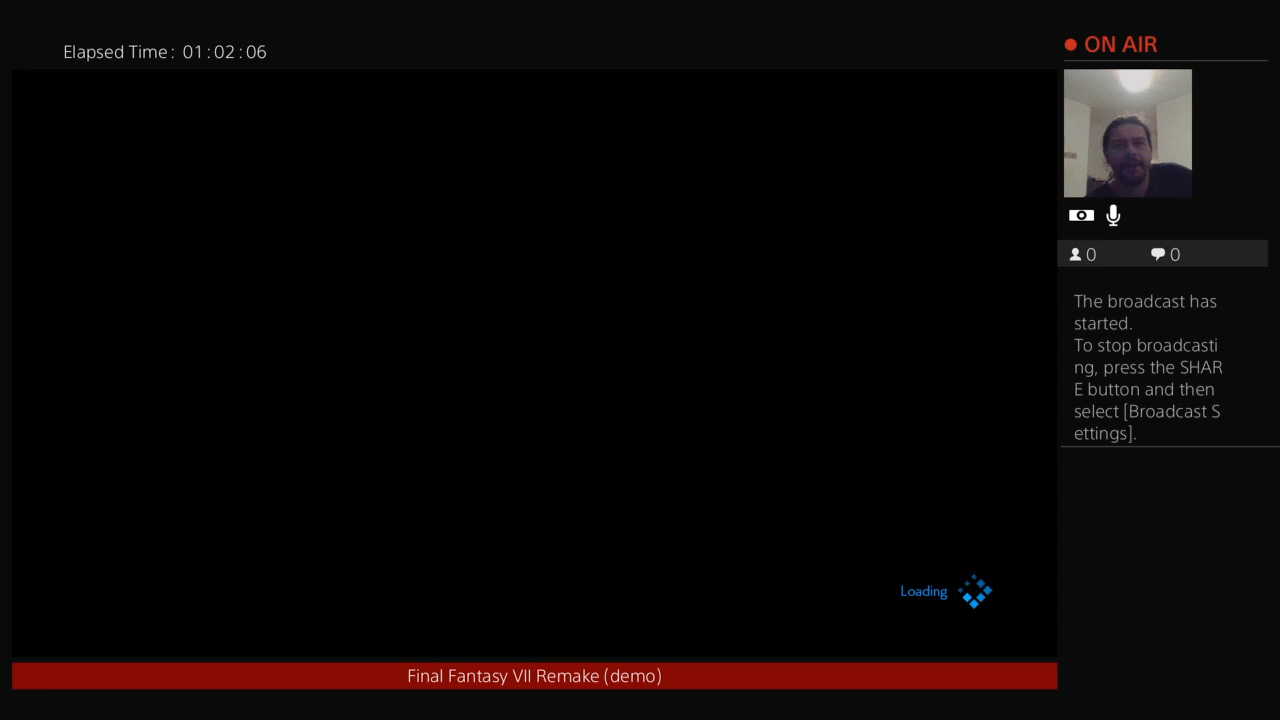 Elapsed Time: 01:02:06
ON AIR
0 0
The broadcast has
started.
To stop broadcasti
ng, press the SHAR
E button and then
select [Broadcast S
ettings].
Loading
Final Fantasy VII Remake (demo)